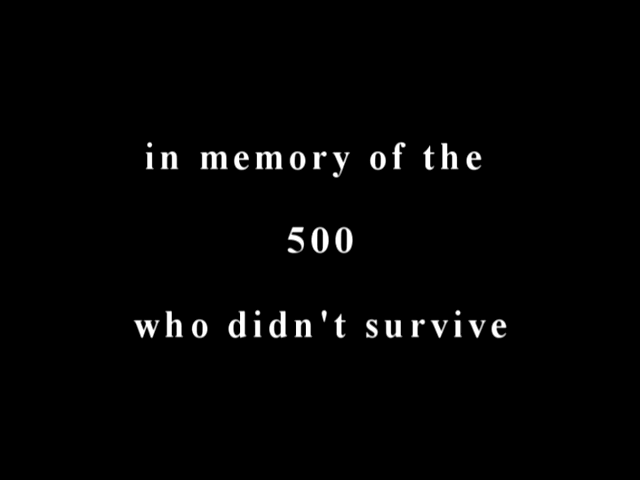 in memory of the
500
who didn't survive